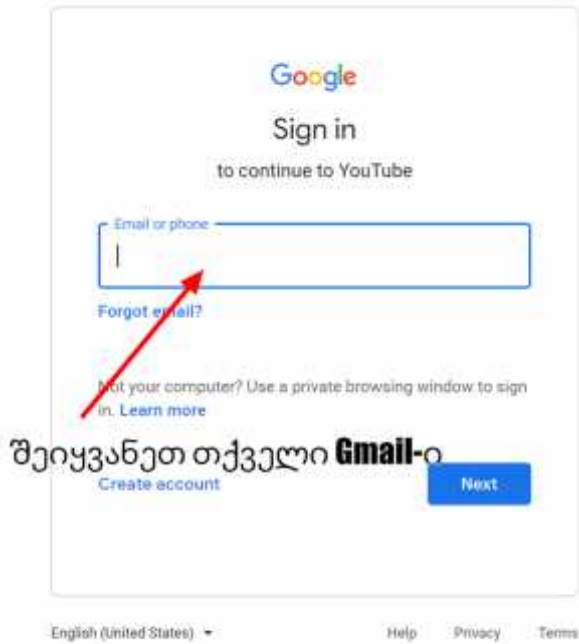 Google
Sign in
to continue to YouTube
Email or phone
Forgot email?
Not your computer? Use a private browsing window to sign
in. Learn more
შეიყვანეთ თქველი Gmail-ი
Create account
Next
English (United States)
Help Privacy Terms